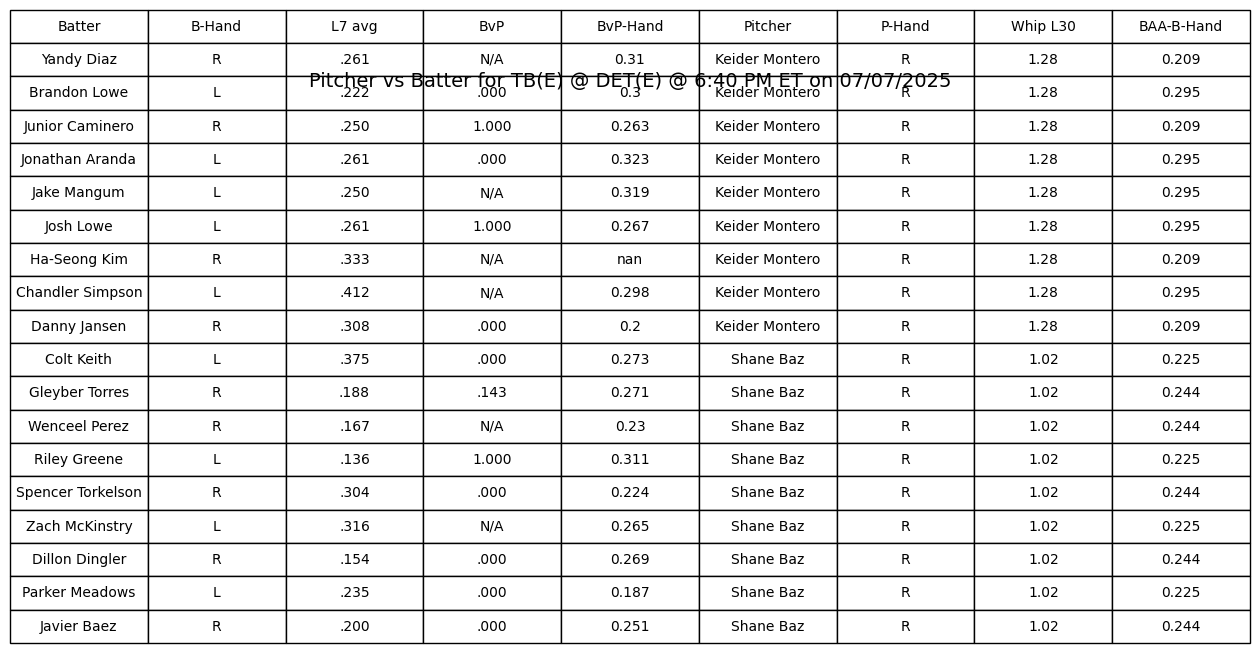 Batter B-Hand L7 avg BvP BvP-Hand Pitcher P-Hand Whip L30 BAA-B-Hand
Yandy Diaz R .261 N/A 0.31 Keider Montero R 1.28 0.209
Pitcher vs Batter for TB(E) @ DET(E) @ 6:40 PM ET on 07/07/2025
Brandon Lowe L .222 .000 0.3 Keider Montero R 1.28 0.295
Junior Caminero R .250 1.000 0.263 Keider Montero R 1.28 0.209
Jonathan Aranda L .261 .000 0.323 Keider Montero R 1.28 0.295
Jake Mangum L .250 N/A 0.319 Keider Montero R 1.28 0.295
Josh Lowe L .261 1.000 0.267 Keider Montero R 1.28 0.295
Ha-Seong Kim R .333 N/A nan Keider Montero R 1.28 0.209
Chandler Simpson L .412 N/A 0.298 Keider Montero R 1.28 0.295
Danny Jansen R .308 .000 0.2 Keider Montero R 1.28 0.209
Colt Keith L .375 .000 0.273 Shane Baz R 1.02 0.225
Gleyber Torres R .188 .143 0.271 Shane Baz R 1.02 0.244
Wenceel Perez R .167 N/A 0.23 Shane Baz R 1.02 0.244
Riley Greene L .136 1.000 0.311 Shane Baz R 1.02 0.225
Spencer Torkelson R .304 .000 0.224 Shane Baz R 1.02 0.244
Zach McKinstry L .316 N/A 0.265 Shane Baz R 1.02 0.225
Dillon Dingler R .154 .000 0.269 Shane Baz R 1.02 0.244
Parker Meadows L .235 .000 0.187 Shane Baz R 1.02 0.225
Javier Baez R .200 .000 0.251 Shane Baz R 1.02 0.244